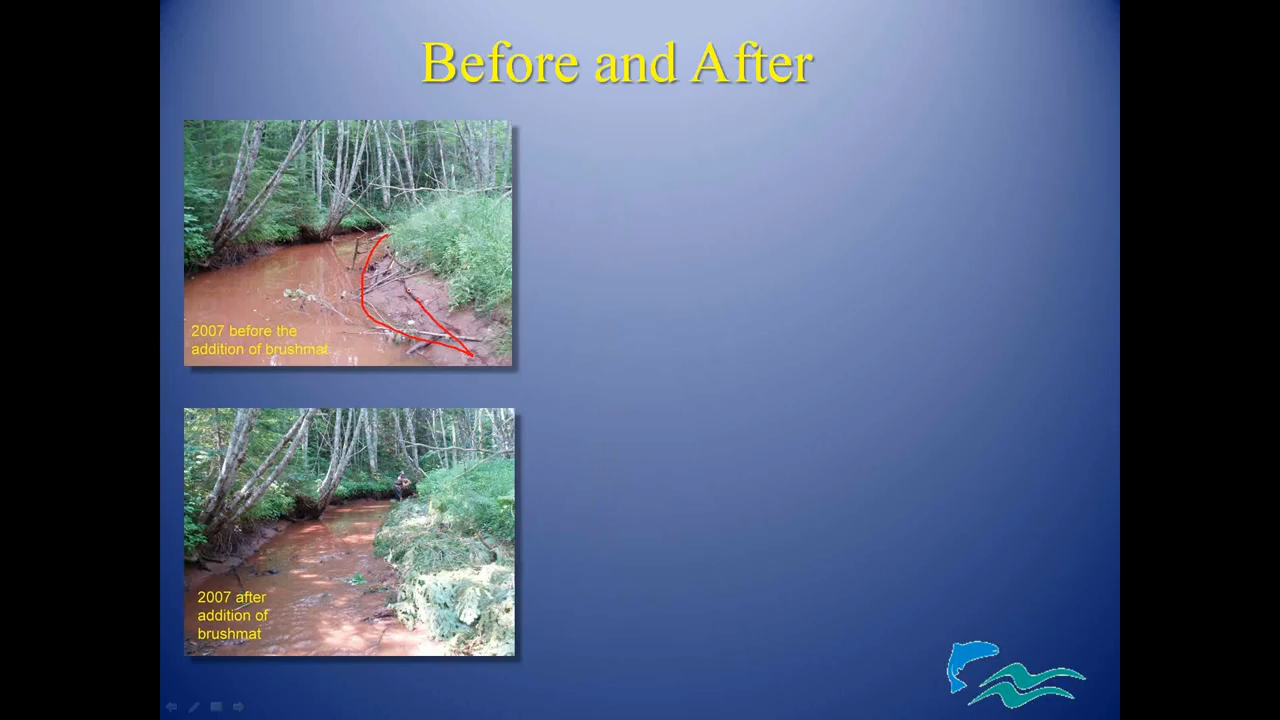 Before and After
2007 before the
addition of brushmat
2007 after
addition of
brushmat